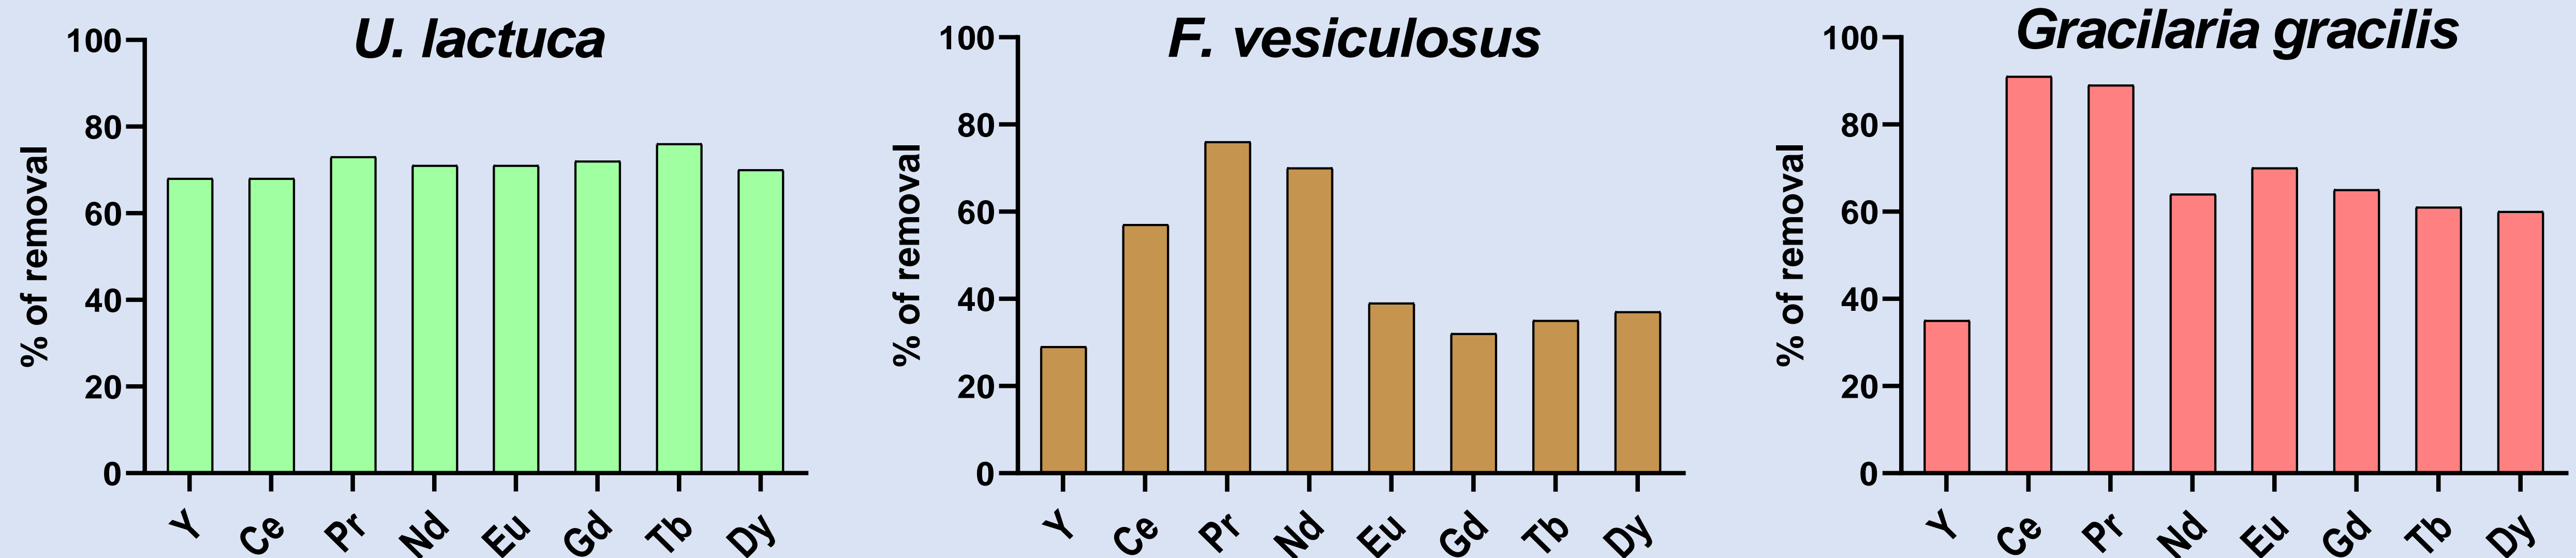 U. lactuca
% of removal
100
80
60
40
20
0
Y Ce Pr Nd Eu Gd Tb Dy
F. vesiculosus
% of removal
100
80
60
40
20
0
Y Ce Pr Nd Eu Gd Tb Dy
Gracilaria gracilis
% of removal
100
80
60
40
20
0
Y Ce Pr Nd Eu Gd Tb Dy